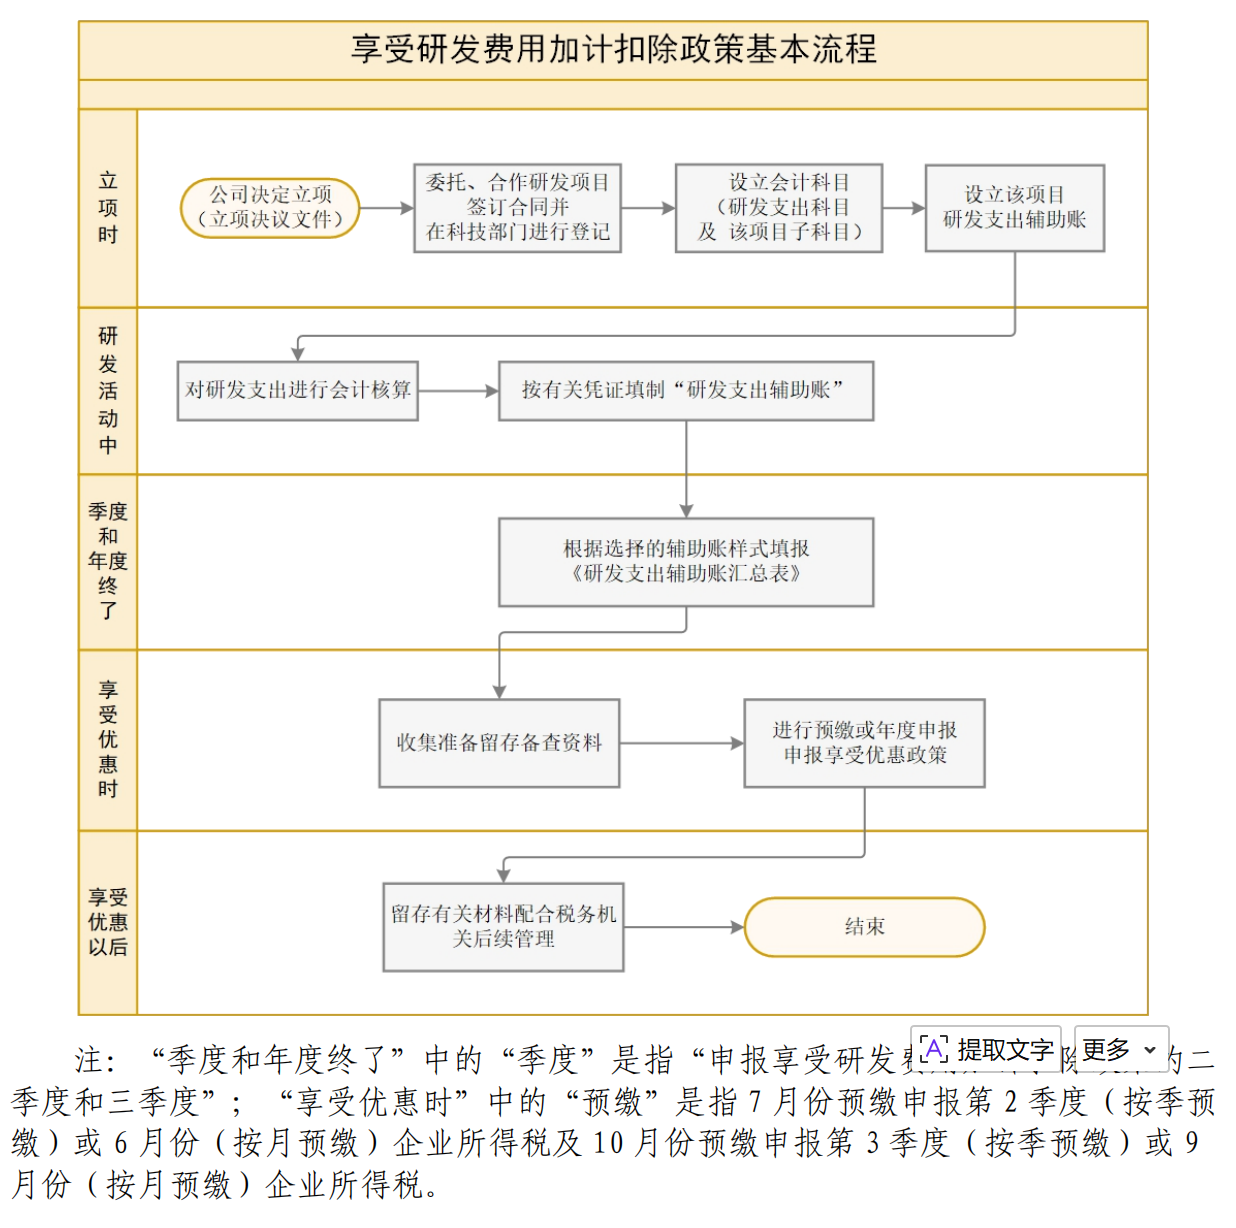 享受研发费用加计扣除政策基本流程
立
项
时
公司决定立项
（立项决议文件）
委托、合作研发项目
签订合同并
在科技部门进行登记
设立会计科目
（研发支出科目
及 该项目子科目）
设立该项目
研发支出辅助账
研
发
活
动
中
对研发支出进行会计核算
按有关凭证填制“研发支出辅助账”
季度
和
年度
终
了
根据选择的辅助账样式填报
《研发支出辅助账汇总表》
享
受
优
惠
时
收集准备留存备查资料
进行预缴或年度申报
申报享受优惠政策
享受
优惠
以后
留存有关材料配合税务机
关后续管理
结束
注：“季度和年度终了”中的“季度”是指“申报享受研发 的二
提取文字
更多
季度和三季度”；“享受优惠时”中的“预缴”是指 7 月份预缴申报第 2 季度（按季预
缴）或 6 月份（按月预缴）企业所得税及 10 月份预缴申报第 3 季度（按季预缴）或 9
月份（按月预缴）企业所得税。